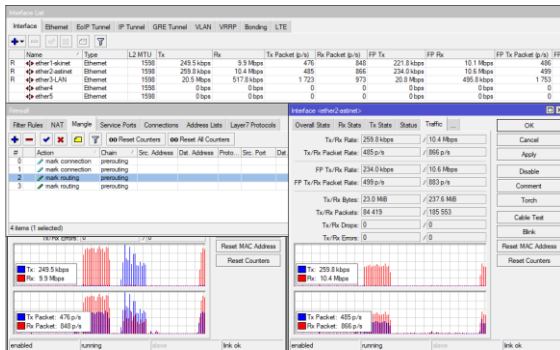 Interface List
Interface Ethernet EoIP Tunnel IP Tunnel GRE Tunnel VLAN VRRP Bonding LTE
Name Type L2 MTU Tx Rx Tx Packet (p/s) Rx Packet (p/s) FP Tx FP Rx FP Tx Packet (p/s) FP
R ether1-skinet Ethernet 1598 249.5 kbps 9.9 Mbps 476 848 221.8 kbps 10.1 Mbps 486
R ether2-astinet Ethernet 1598 259.8 kbps 10.4 Mbps 485 866 234.0 kbps 10.6 Mbps 499
R ether3-LAN Ethernet 1598 20.5 Mbps 517.8 kbps 1 723 973 20.8 Mbps 495.8 kbps 1 753
ether4 Ethernet 1598 0 bps 0 bps 0 0 0 bps 0 bps 0
ether5 Ethernet 1598 0 bps 0 bps 0 0 0 bps 0 bps 0
Firewall
Filter Rules NAT Mangle Service Ports Connections Address Lists Layer7 Protocols
Reset Counters Reset All Counters
# Action Chain Src. Address Dst. Address Proto... Src. Port Dst.
0 mark connection prerouting
1 mark connection prerouting
2 mark routing prerouting
3 mark routing prerouting
4 items (1 selected)
Tx/Rx Errors: 0 / 0
Reset MAC Address
Reset Counters
Tx: 249.5 kbps
Rx: 9.9 Mbps
Tx Packet: 476 p/s
Rx Packet: 848 p/s
enabled running slave link ok
Interface <ether2-astinet>
Overall Stats Rx Stats Tx Stats Status Traffic ...
Tx/Rx Rate: 259.8 kbps / 10.4 Mbps
Tx/Rx Packet Rate: 485 p/s / 866 p/s
FP Tx/Rx Rate: 234.0 kbps / 10.6 Mbps
FP Tx/Rx Packet Rate: 499 p/s / 883 p/s
Tx/Rx Bytes: 23.0 MiB / 237.6 MiB
Tx/Rx Packets: 84 419 / 185 553
Tx/Rx Drops: 0 / 0
Tx/Rx Errors: 0 / 0
Tx: 259.8 kbps
Rx: 10.4 Mbps
Tx Packet: 485 p/s
Rx Packet: 866 p/s
enabled running slave link ok
OK
Cancel
Apply
Disable
Comment
Torch
Cable Test
Blink
Reset MAC Address
Reset Counters